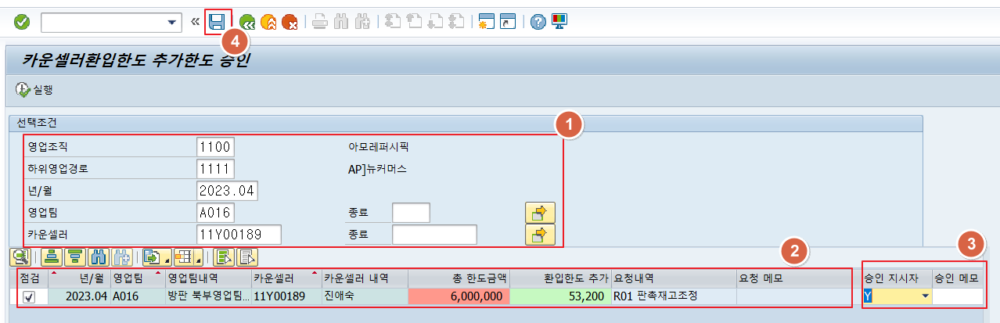 4
카운셀러환입한도 추가한도 승인
실행
선택조건
1
영업조직 1100 아모레퍼시픽
하위영업경로 1111 AP]뉴커머스
년/월 2023.04
영업팀 A016 종료
카운셀러 11Y00189 종료
2
3
점검 년/월 영업팀 영업팀내역 카운셀러 카운셀러 내역 총 한도금액 환입한도 추가 요청내역 요청 메모 승인 지시자 승인 메모
2023.04 A016 방판 북부영업팀... 11Y00189 진애숙 6,000,000 53,200 R01 판촉재고조정 Y